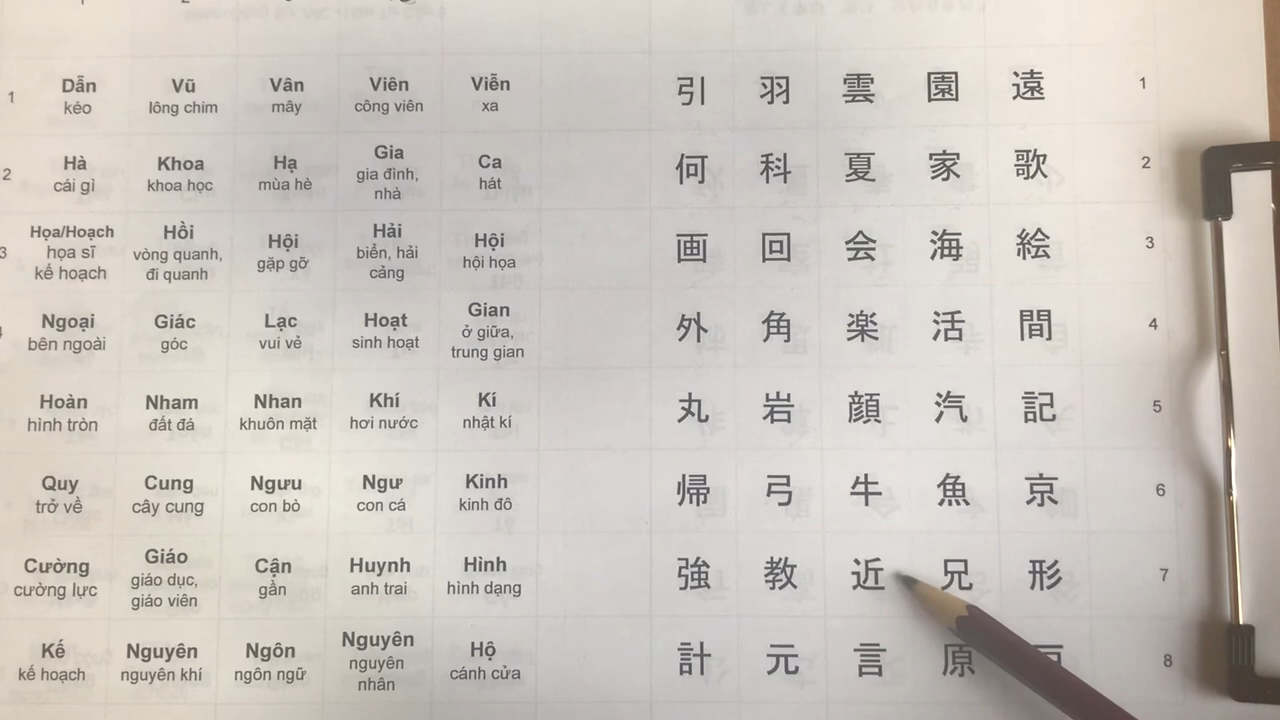 1 Dẫn Vũ Vân Viên Viễn 引 羽 雲 園 遠 1
kéo lông chim mây công viên xa
2 Hà Khoa Hạ Gia Ca 何 科 夏 家 歌 2
cái gì khoa học mùa hè gia đình, hát
nhà
3 Họa/Hoạch Hồi Hội Hải Hội 画 回 会 海 絵 3
họa sĩ vòng quanh, gặp gỡ biển, hải hội họa
kế hoạch đi quanh cảng
Ngoại Giác Lạc Hoạt Gian 外 角 楽 活 間 4
bên ngoài góc vui vẻ sinh hoạt ở giữa,
trung gian
Hoàn Nham Nhan Khí Kí 丸 岩 顔 汽 記 5
hình tròn đất đá khuôn mặt hơi nước nhật kí
Quy Cung Ngưu Ngư Kinh 帰 弓 牛 魚 京 6
trở về cây cung con bò con cá kinh đô
Cường Giáo Cận Huynh Hình 強 教 近 兄 形 7
cường lực giáo dục, gần anh trai hình dạng
giáo viên
Kế Nguyên Ngôn Nguyên Hộ 計 元 言 原 8
kế hoạch nguyên khí ngôn ngữ nguyên cánh cửa
nhân